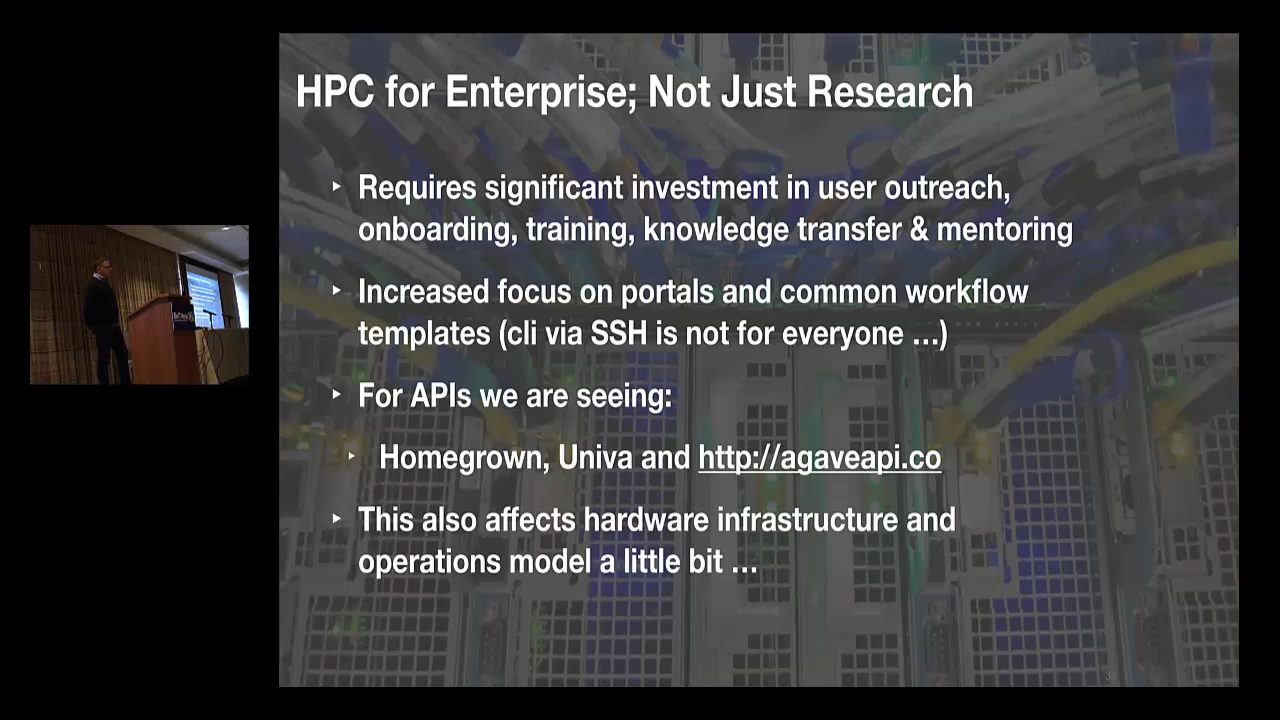 HPC for Enterprise; Not Just Research
‣ Requires significant investment in user outreach,
onboarding, training, knowledge transfer & mentoring
‣ Increased focus on portals and common workflow
templates (cli via SSH is not for everyone ...)
‣ For APIs we are seeing:
‣ Homegrown, Univa and http://agaveapi.co
‣ This also affects hardware infrastructure and
operations model a little bit ...